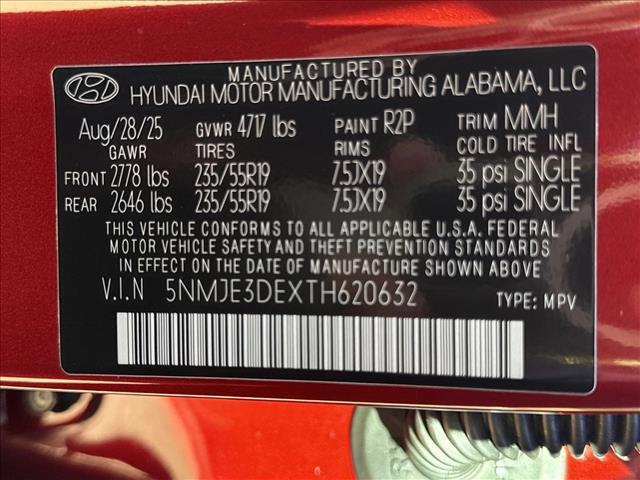 MANUFACTURED BY
HYUNDAI MOTOR MANUFACTURING ALABAMA, LLC
Aug/28/25 GVWR 4717 lbs PAINT R2P TRIM MMH
GAWR TIRES RIMS COLD TIRE INFL
FRONT 2778 lbs 235/55R19 7.5JX19 35 psi SINGLE
REAR 2646 lbs 235/55R19 7.5JX19 35 psi SINGLE
THIS VEHICLE CONFORMS TO ALL APPLICABLE U.S.A. FEDERAL
MOTOR VEHICLE SAFETY AND THEFT PREVENTION STANDARDS
IN EFFECT ON THE DATE OF MANUFACTURE SHOWN ABOVE
V.I.N 5NMJE3DEXTH620632 TYPE: MPV